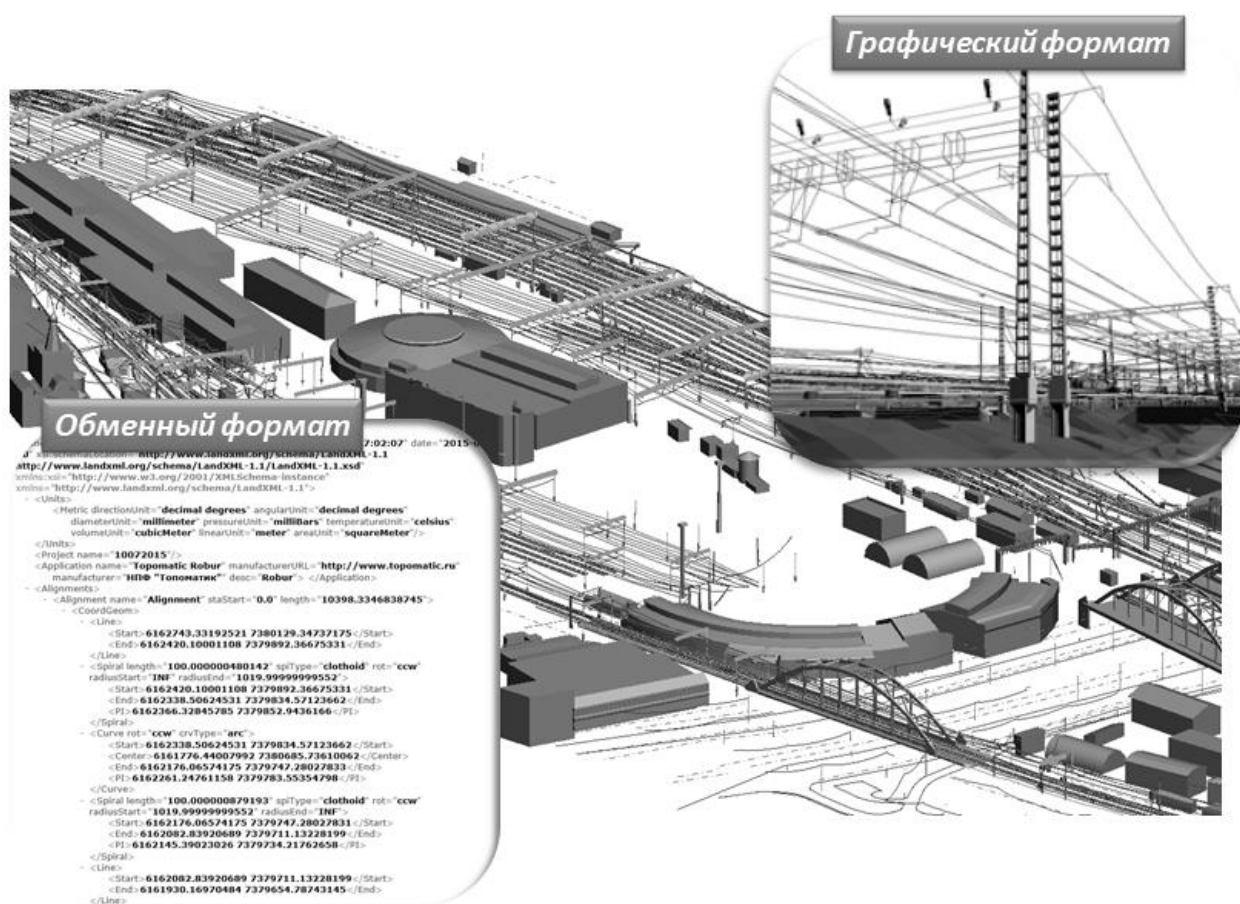 Графический формат
Обменный формат
7:02:07" date="2015-0
xsi:schemaLocation="http://www.landxml.org/schema/LandXML-1.1
http://www.landxml.org/schema/LandXML-1.1/LandXML-1.1.xsd"
xmlns:xsi="http://www.w3.org/2001/XMLSchema-instance"
xmlns="http://www.landxml.org/schema/LandXML-1.1">
- <Units>
<Metric directionUnit="decimal degrees" angularUnit="decimal degrees"
diameterUnit="millimeter" pressureUnit="milliBars" temperatureUnit="celsius"
volumeUnit="cubicMeter" linearUnit="meter" areaUnit="squareMeter"/>
</Units>
<Project name="10072015"/>
<Application name="Topomatic Robur" manufacturerURL="http://www.topomatic.ru"
manufacturer="НПФ "Топоматик"" desc="Robur"> </Application>
- <Alignments>
- <Alignment name="Alignment" staStart="0.0" length="10398.3346838745">
- <CoordGeom>
- <Line>
<Start>6162743.33192521 7380129.34737175</Start>
<End>6162420.10001108 7379892.36675331</End>
</Line>
- <Spiral length="100.000000480142" spiType="clothoid" rot="ccw"
radiusStart="INF" radiusEnd="1019.99999999552">
<Start>6162420.10001108 7379892.36675331</Start>
<End>6162338.50624531 7379834.57123662</End>
<PI>6162366.32845785 7379852.9436166</PI>
</Spiral>
- <Curve rot="ccw" crvType="arc">
<Start>6162338.50624531 7379834.57123662</Start>
<Center>6161776.44007992 7380685.73610062</Center>
<End>6162176.06574175 7379747.28027833</End>
<PI>6162261.24761158 7379783.55354798</PI>
</Curve>
- <Spiral length="100.000000879193" spiType="clothoid" rot="ccw"
radiusStart="1019.99999999552" radiusEnd="INF">
<Start>6162176.06574175 7379747.28027831</Start>
<End>6162082.83920689 7379711.13228199</End>
<PI>6162145.39023026 7379734.21762658</PI>
</Spiral>
- <Line>
<Start>6162082.83920689 7379711.13228199</Start>
<End>6161930.16970484 7379654.78743145</End>
</Line>